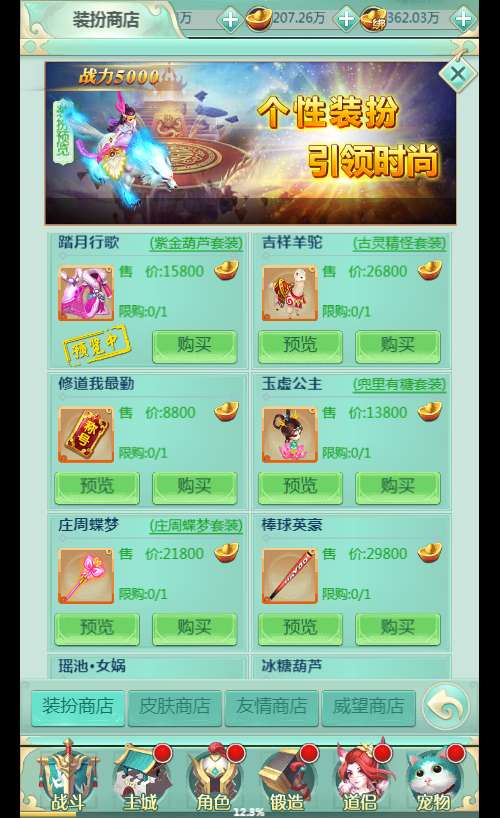 装扮商店
万
207.26万
362.03万
绑
战力5000
装扮预览
个性装扮
引领时尚
踏月行歌 (紫金葫芦套装)
吉祥羊驼 (古灵精怪套装)
售 价:15800
售 价:26800
限购:0/1
限购:0/1
预览中 购买
预览 购买
修道我最勤
玉虚公主 (兜里有糖套装)
售 价:8800
售 价:13800
称号
限购:0/1
限购:0/1
预览 购买
预览 购买
庄周蝶梦 (庄周蝶梦套装)
棒球英豪
售 价:21800
售 价:29800
限购:0/1
限购:0/1
预览 购买
预览 购买
瑶池·女娲
冰糖葫芦
装扮商店 皮肤商店 友情商店 威望商店
战斗 主城 角色 锻造 道侣 宠物
12.8%